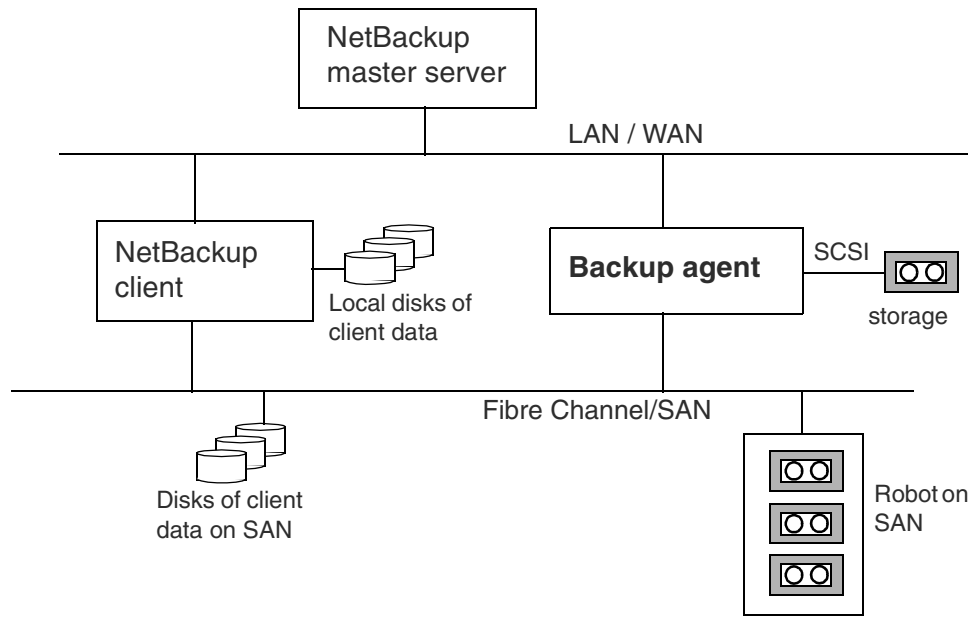 NetBackup
master server
LAN / WAN
NetBackup
client
Local disks of
client data
Backup agent
SCSI
storage
Fibre Channel/SAN
Disks of client
data on SAN
Robot on
SAN